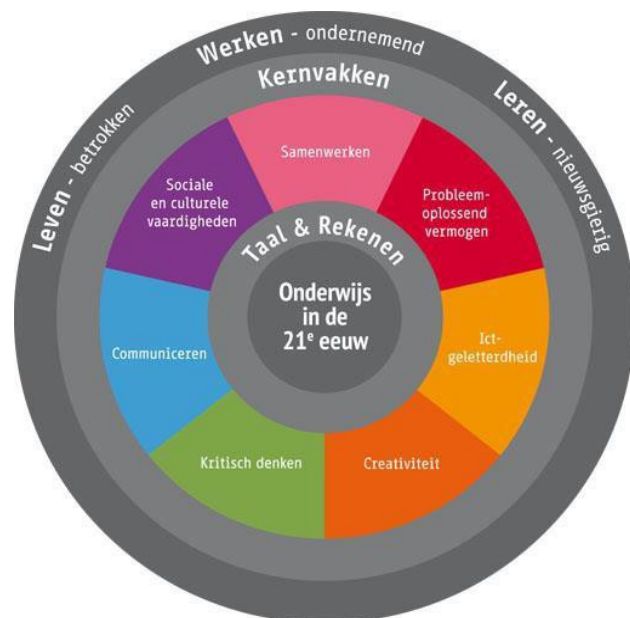 Werken - ondernemend
Leven - betrokken
Leren - nieuwsgierig
Kernvakken
Samenwerken
Probleem-
oplossend
vermogen
Ict-
geletterdheid
Creativiteit
Kritisch denken
Communiceren
Sociale
en culturele
vaardigheden
Taal & Rekenen
Onderwijs
in de
21e eeuw